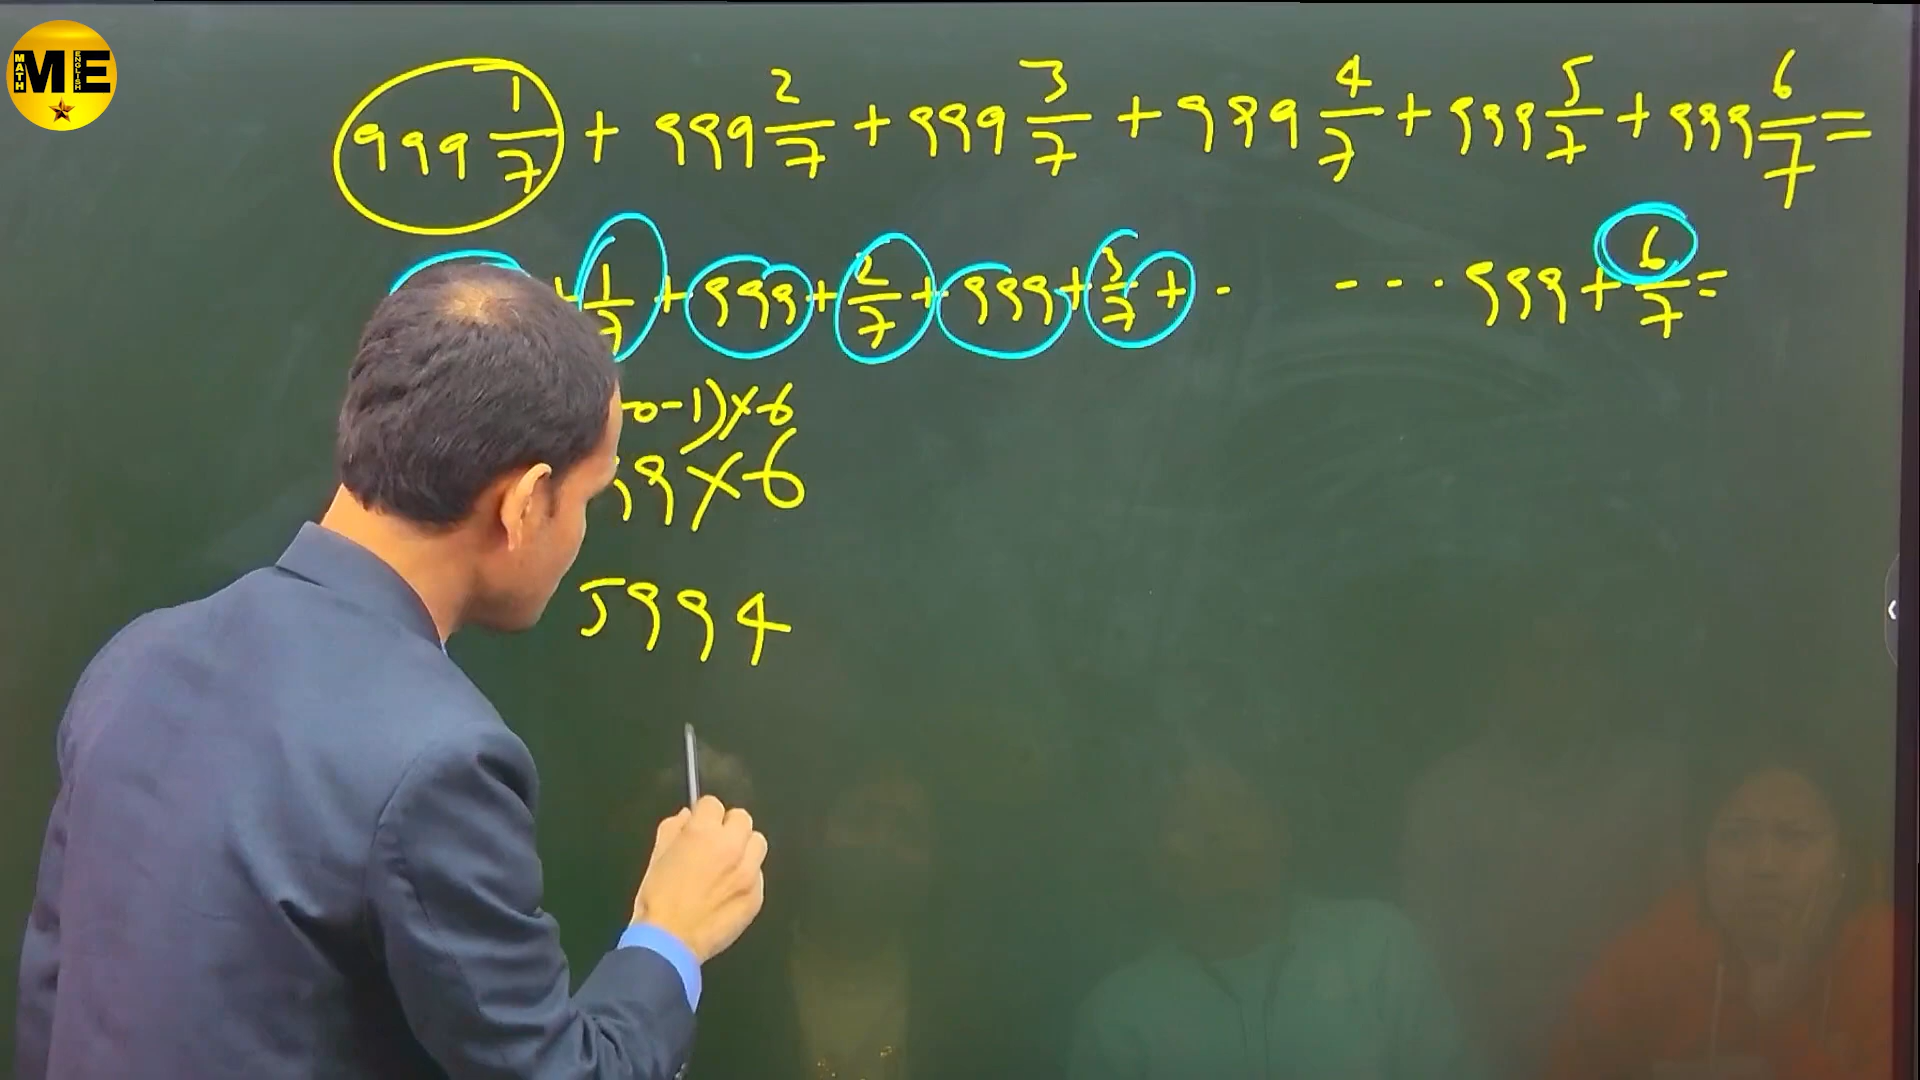 MATH ME ENGLISH
999 1/7 + 999 2/7 + 999 3/7 + 999 4/7 + 999 5/7 + 999 6/7 =
+ 1/7 + 999 + 2/7 + 999 + 3/7 + - - - - . 999 + 6/7 =
0-1)×6
99×6
5994